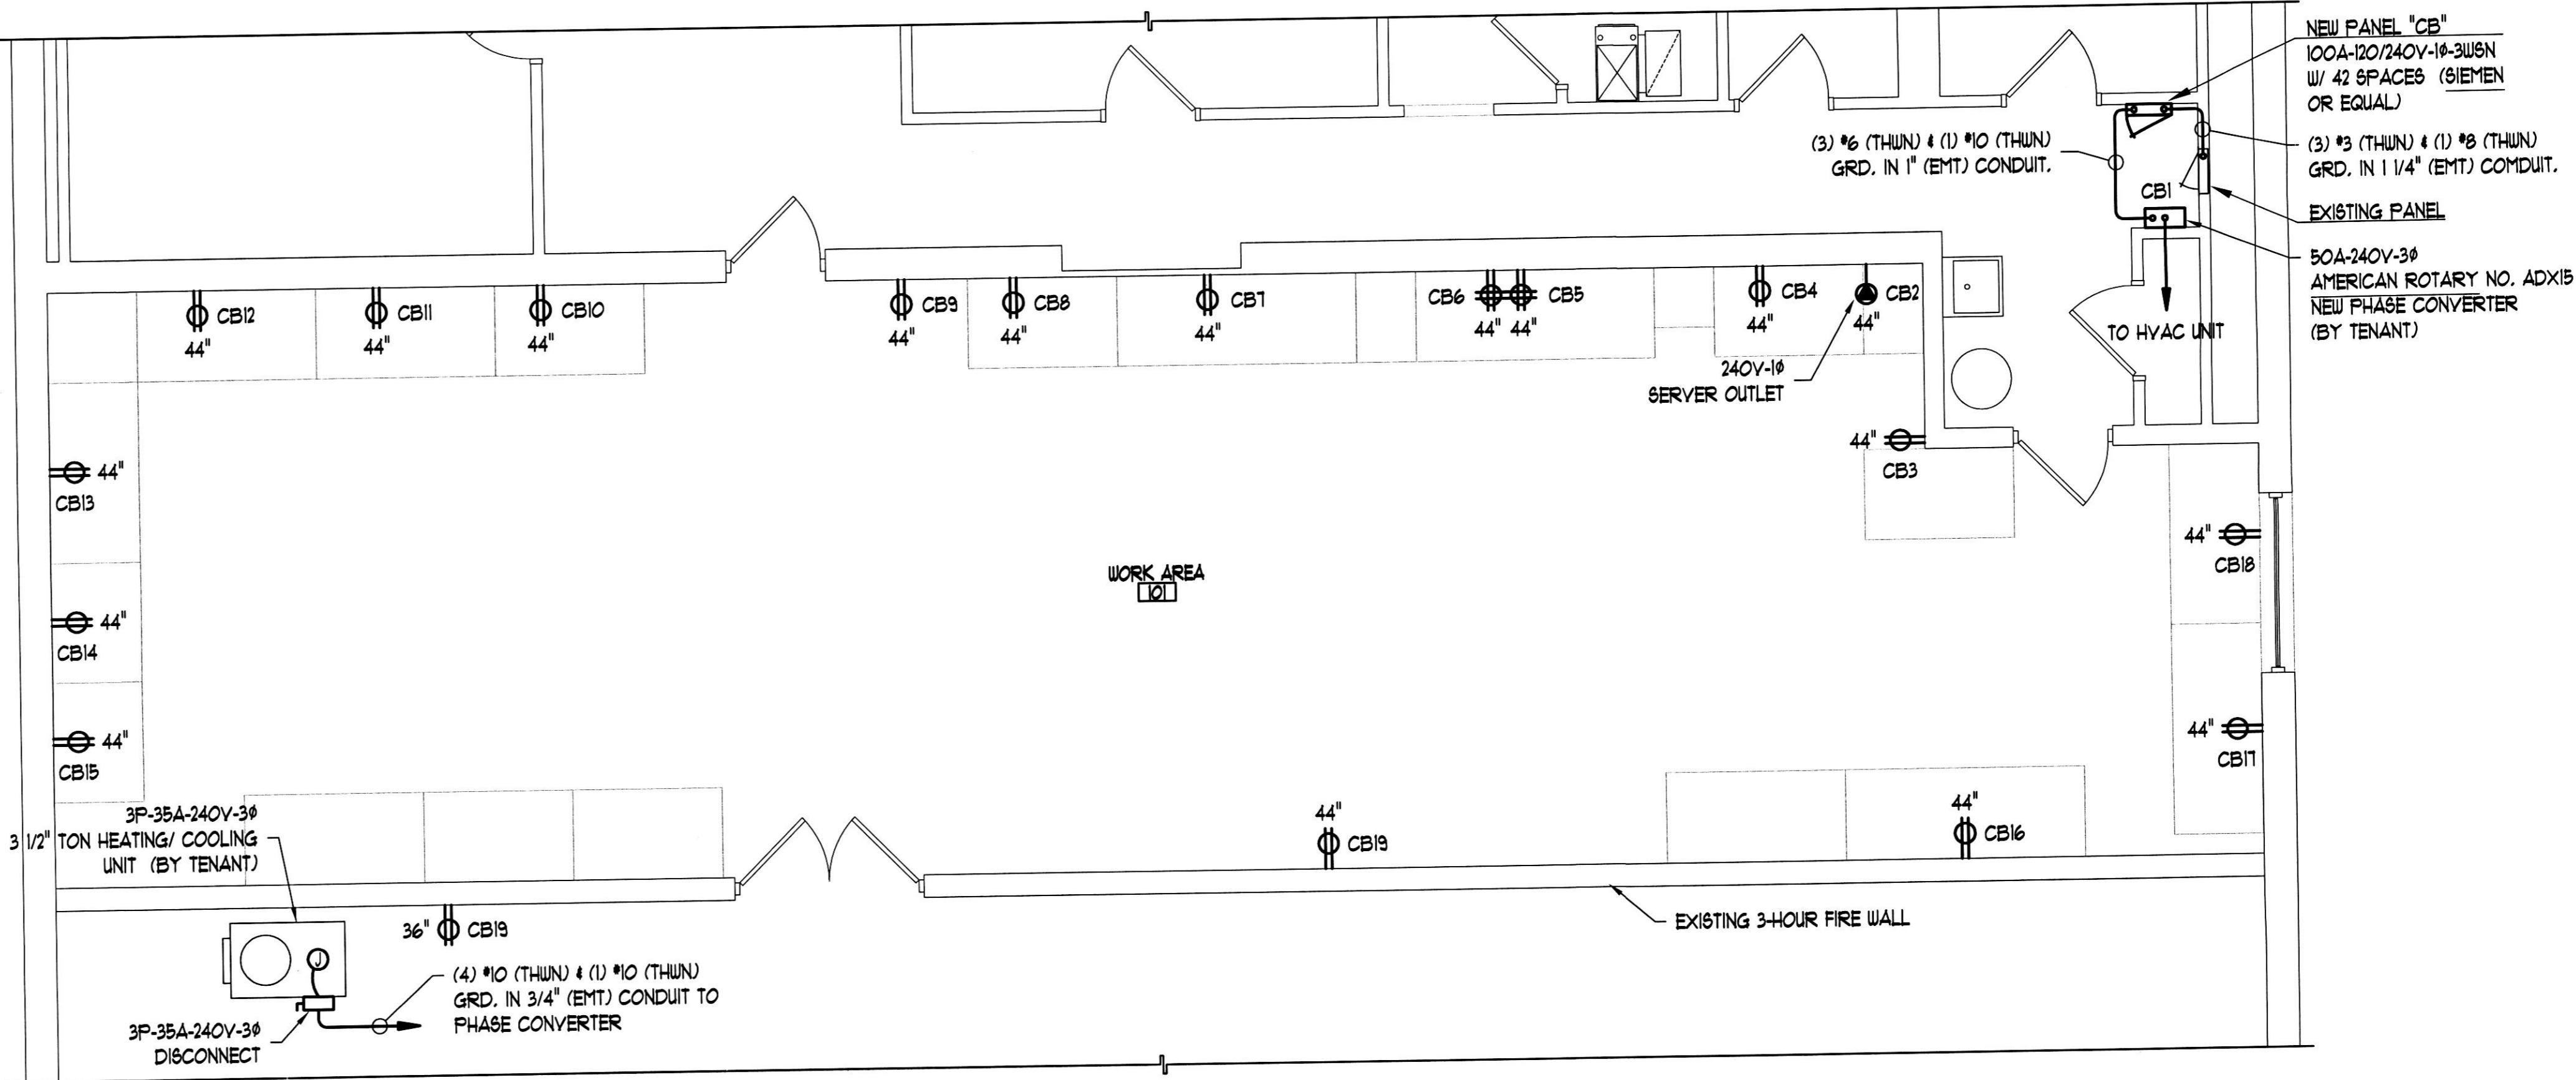 NEW PANEL "CB"
100A-120/240V-1ø-3WSN
W/ 42 SPACES (SIEMEN
OR EQUAL)
(3) #6 (THWN) & (1) #10 (THWN)
GRD. IN 1" (EMT) CONDUIT.
(3) #3 (THWN) & (1) #8 (THWN)
GRD. IN 1 1/4" (EMT) COMDUIT.
CB1
EXISTING PANEL
50A-240V-3ø
AMERICAN ROTARY NO. ADX15
NEW PHASE CONVERTER
(BY TENANT)
TO HVAC UNIT
CB12
44"
CB11
44"
CB10
44"
CB9
44"
CB8
44"
CB7
44"
CB6
CB5
44" 44"
CB4
44"
CB2
44"
240V-1ø
SERVER OUTLET
44"
CB3
44"
CB13
44"
CB14
44"
CB15
WORK AREA
101
44"
CB18
44"
CB17
3P-35A-240V-3ø
3 1/2" TON HEATING/ COOLING
UNIT (BY TENANT)
44"
CB19
44"
CB16
36"
CB19
EXISTING 3-HOUR FIRE WALL
J
(4) #10 (THWN) & (1) #10 (THWN)
GRD. IN 3/4" (EMT) CONDUIT TO
PHASE CONVERTER
3P-35A-240V-3ø
DISCONNECT